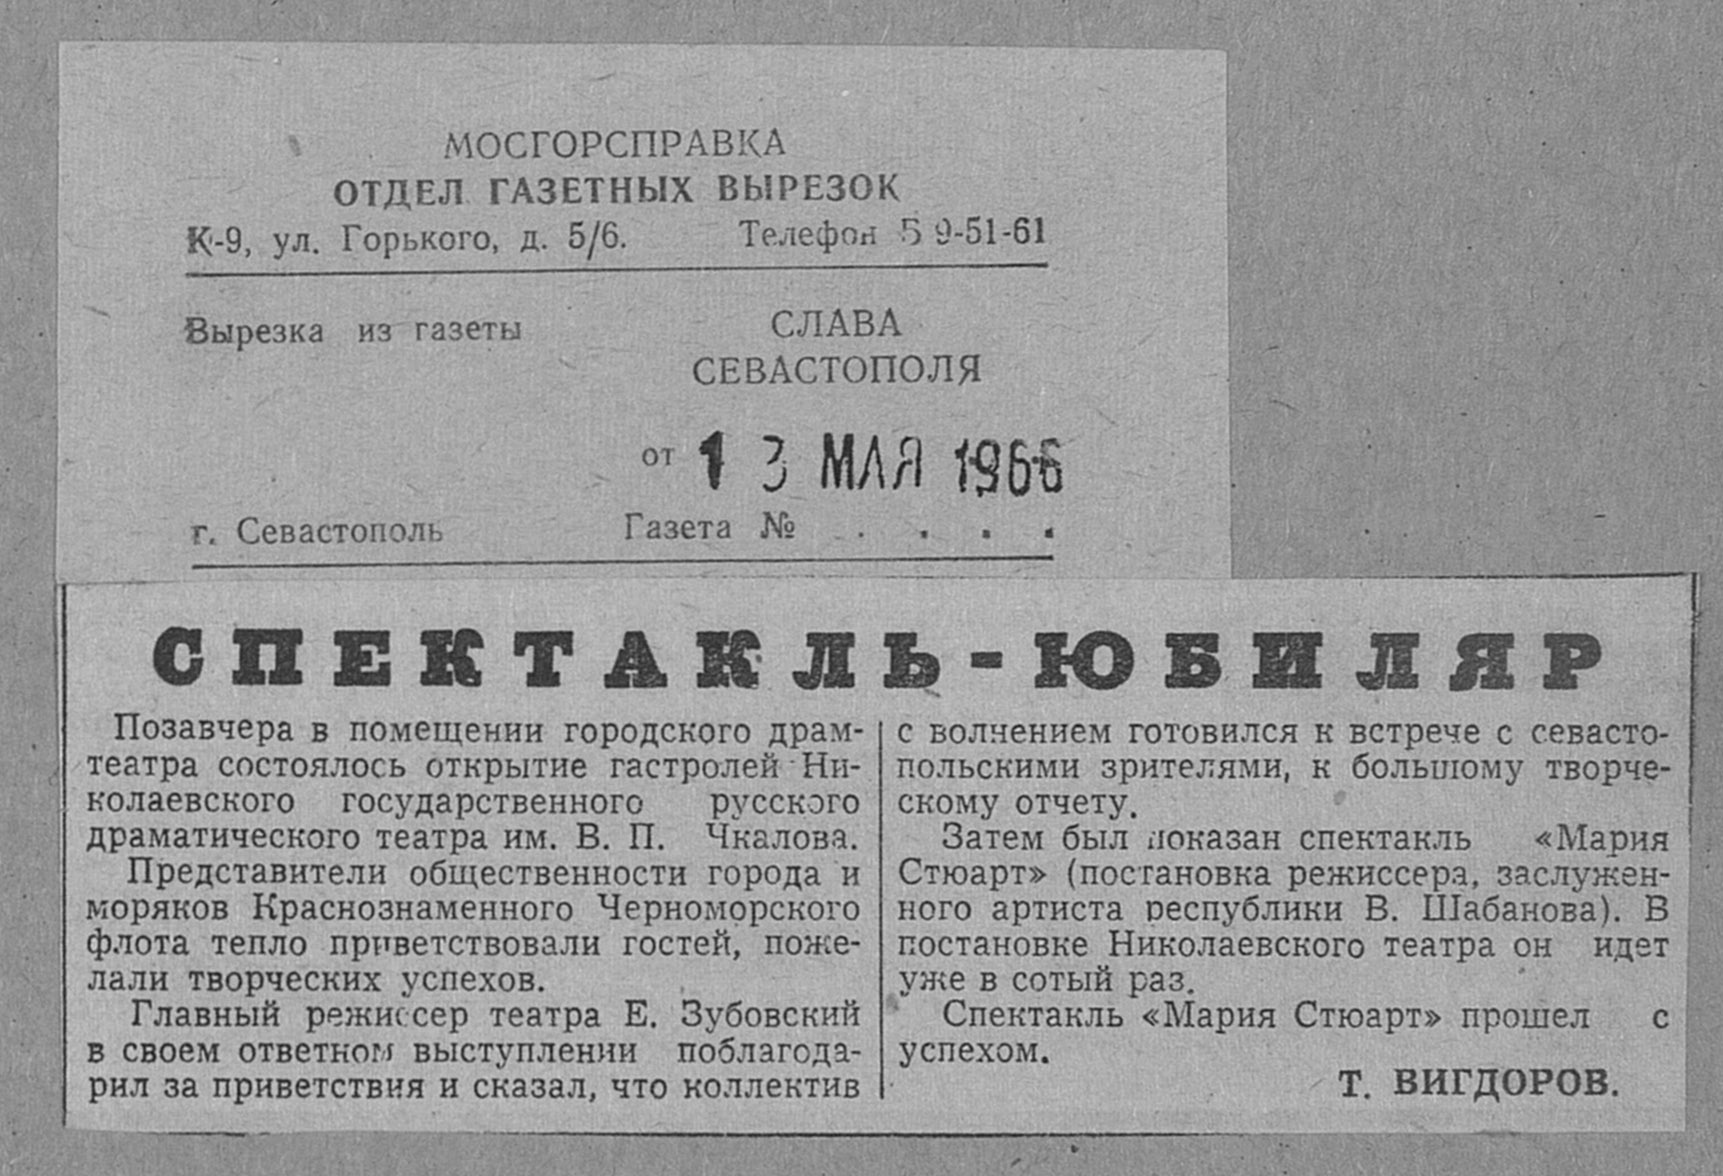 МОСГОРСПРАВКА
ОТДЕЛ ГАЗЕТНЫХ ВЫРЕЗОК
К-9, ул. Горького, д. 5/6. Телефон Б 9-51-61
Вырезка из газеты
СЛАВА
СЕВАСТОПОЛЯ
от 13 МАЯ 1966
г. Севастополь Газета № . . . .
СПЕКТАКЛЬ-ЮБИЛЯР
Позавчера в помещении городского драм-
театра состоялось открытие гастролей Ни-
колаевского государственного русского
драматического театра им. В. П. Чкалова.
Представители общественности города и
моряков Краснознаменного Черноморского
флота тепло приветствовали гостей, поже-
лали творческих успехов.
Главный режиссер театра Е. Зубовский
в своем ответном выступлении поблагода-
рил за приветствия и сказал, что коллектив
с волнением готовился к встрече с севасто-
польскими зрителями, к большому творче-
скому отчету.
Затем был показан спектакль «Мария
Стюарт» (постановка режиссера, заслужен-
ного артиста республики В. Шабанова). В
постановке Николаевского театра он идет
уже в сотый раз.
Спектакль «Мария Стюарт» прошел с
успехом.
Т. ВИГДОРОВ.